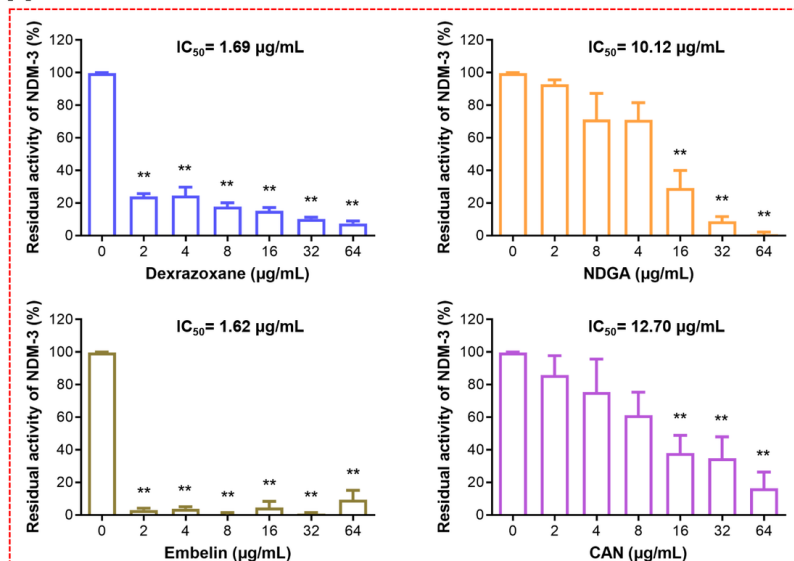 IC50= 1.69 µg/mL
Residual activity of NDM-3 (%)
120
100
80
60
40
20
0
** ** ** ** ** **
0 2 4 8 16 32 64
Dexrazoxane (µg/mL)
IC50= 10.12 µg/mL
Residual activity of NDM-3 (%)
120
100
80
60
40
20
0
** ** **
0 2 8 4 16 32 64
NDGA (µg/mL)
IC50= 1.62 µg/mL
Residual activity of NDM-3 (%)
120
100
80
60
40
20
0
** ** ** ** ** **
0 2 4 8 16 32 64
Embelin (µg/mL)
IC50= 12.70 µg/mL
Residual activity of NDM-3 (%)
120
100
80
60
40
20
0
** ** **
0 2 4 8 16 32 64
CAN (µg/mL)